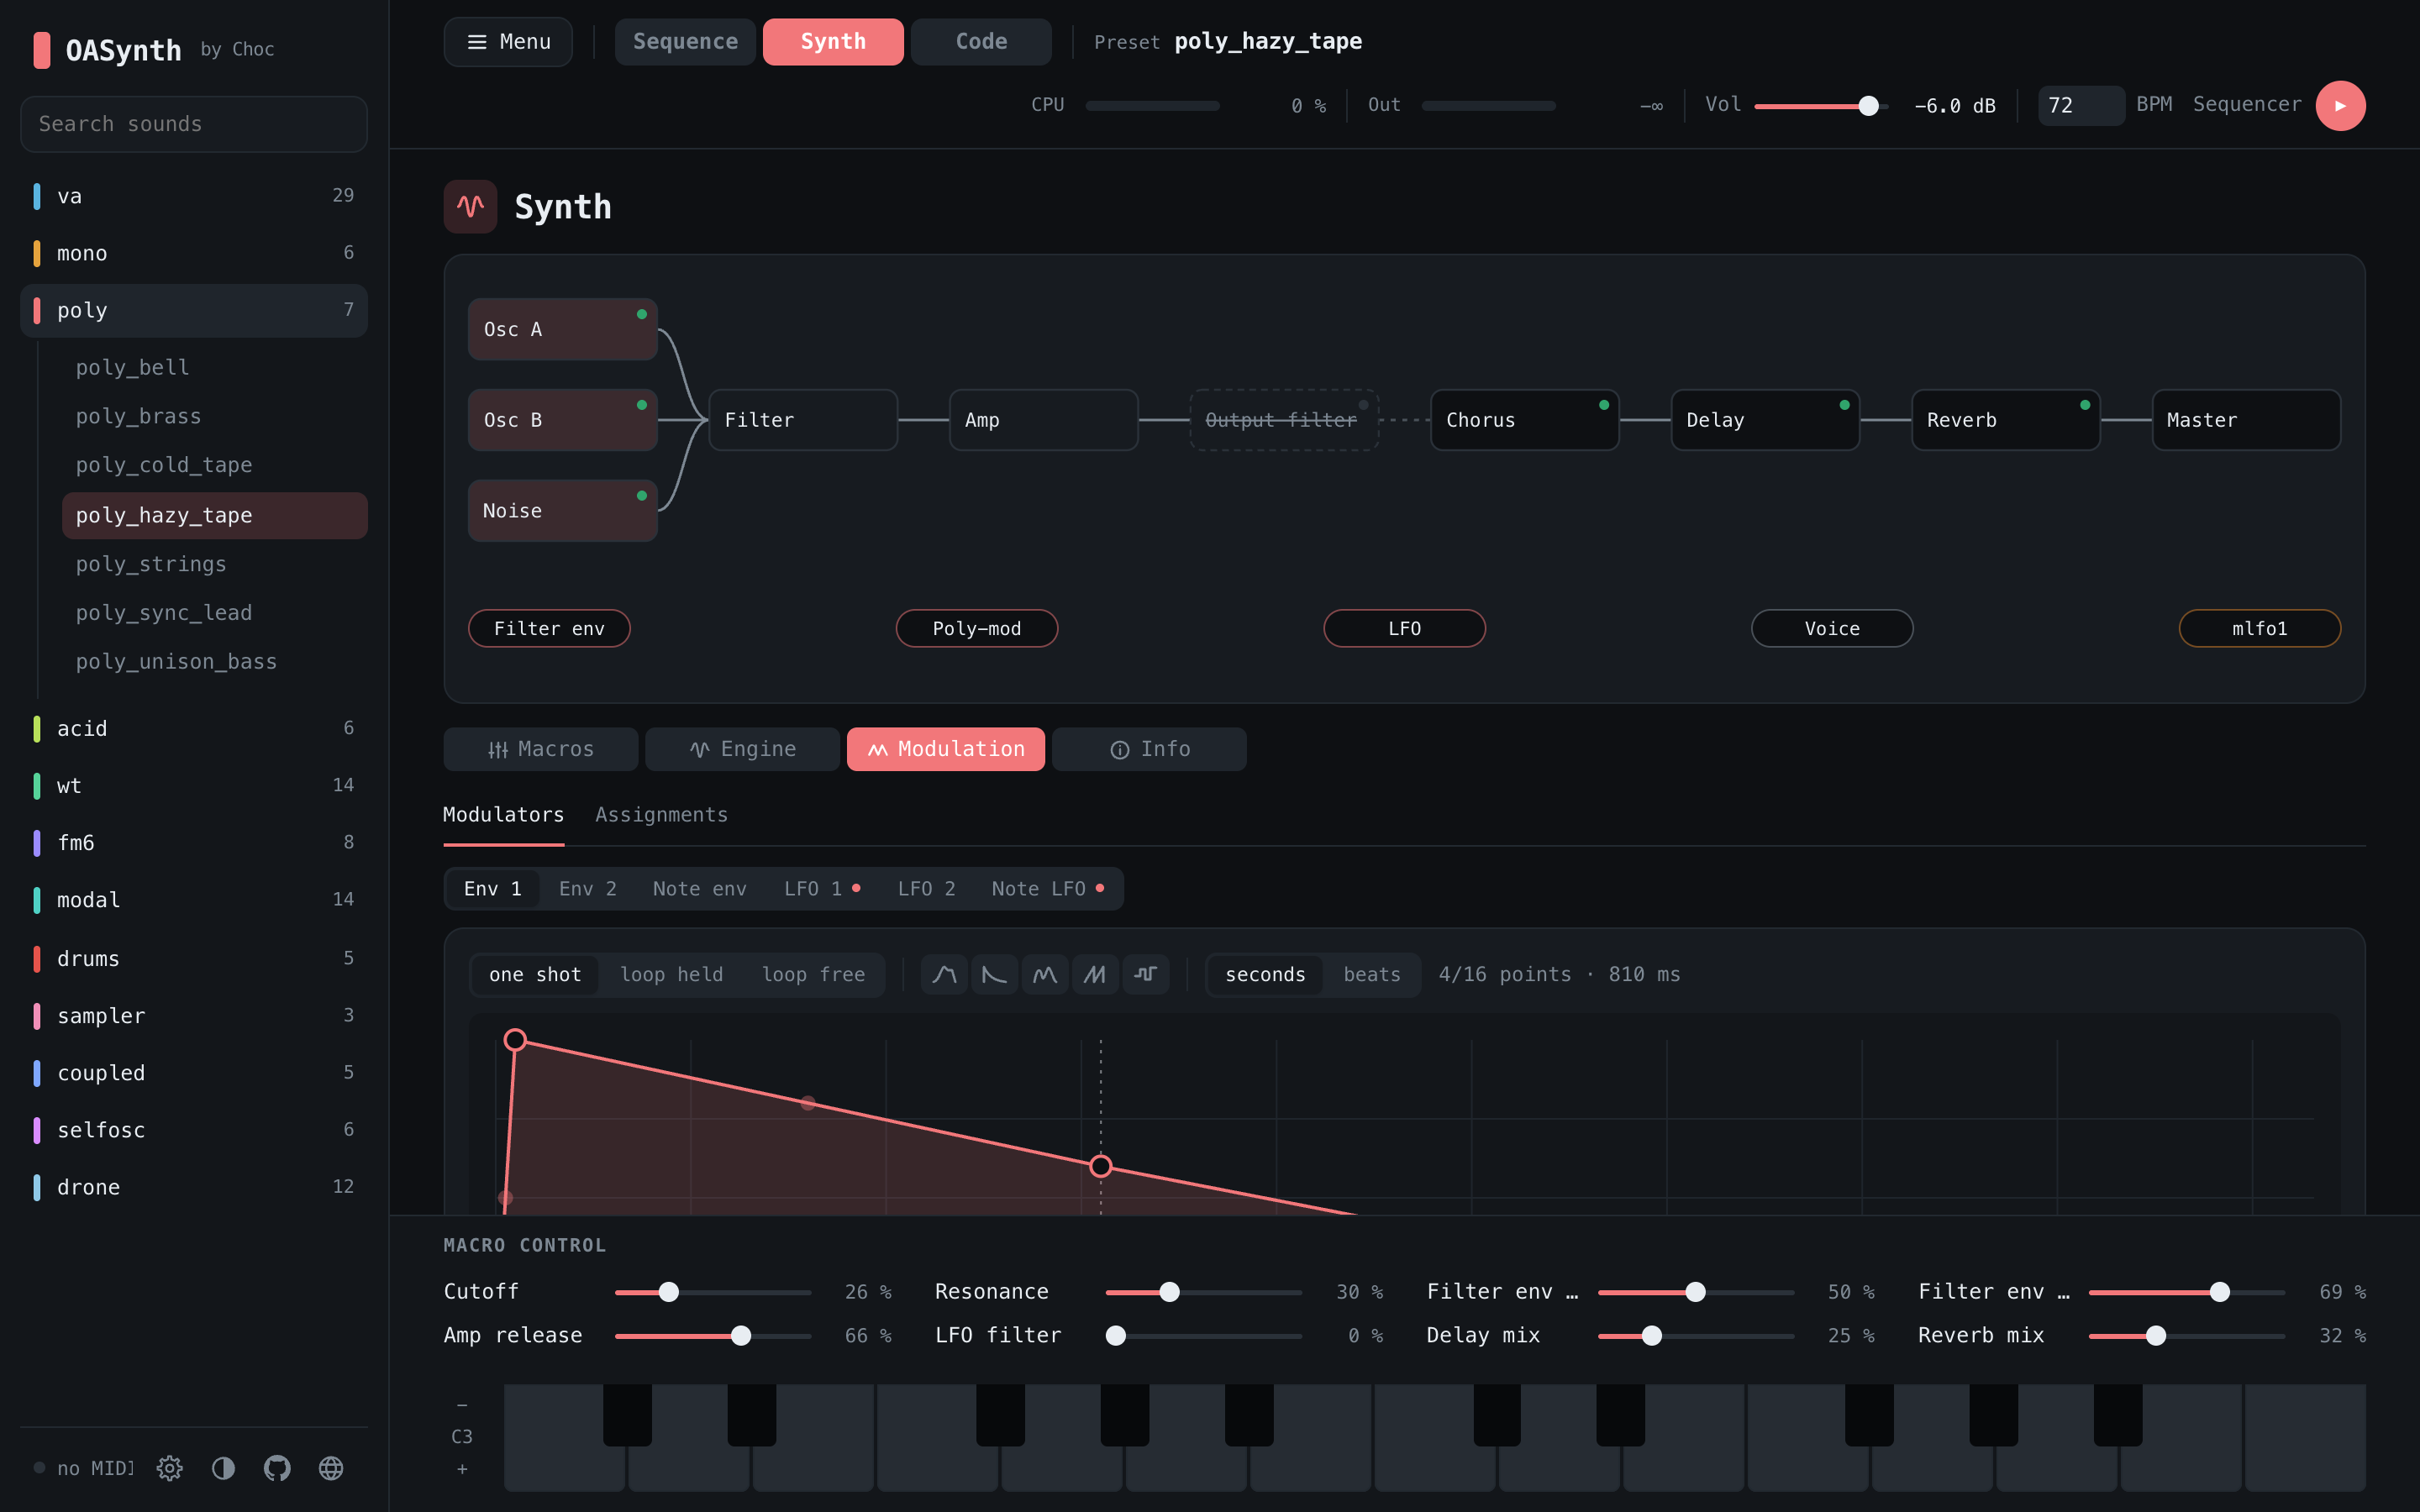 OASynth by Choc
Search sounds
va 29
mono 6
poly 7
poly_bell
poly_brass
poly_cold_tape
poly_hazy_tape
poly_strings
poly_sync_lead
poly_unison_bass
acid 6
wt 14
fm6 8
modal 14
drums 5
sampler 3
coupled 5
selfosc 6
drone 12
no MIDI
Menu Sequence Synth Code Preset poly_hazy_tape
CPU 0 % Out −∞ Vol −6.0 dB 72 BPM Sequencer
Synth
Osc A
Osc B Filter Amp Output filter Chorus Delay Reverb Master
Noise
Filter env Poly−mod LFO Voice mlfo1
Macros Engine Modulation Info
Modulators Assignments
Env 1 Env 2 Note env LFO 1 LFO 2 Note LFO
one shot loop held loop free seconds beats 4/16 points · 810 ms
MACRO CONTROL
Cutoff 26 % Resonance 30 % Filter env … 50 % Filter env … 69 %
Amp release 66 % LFO filter 0 % Delay mix 25 % Reverb mix 32 %
−
C3
+